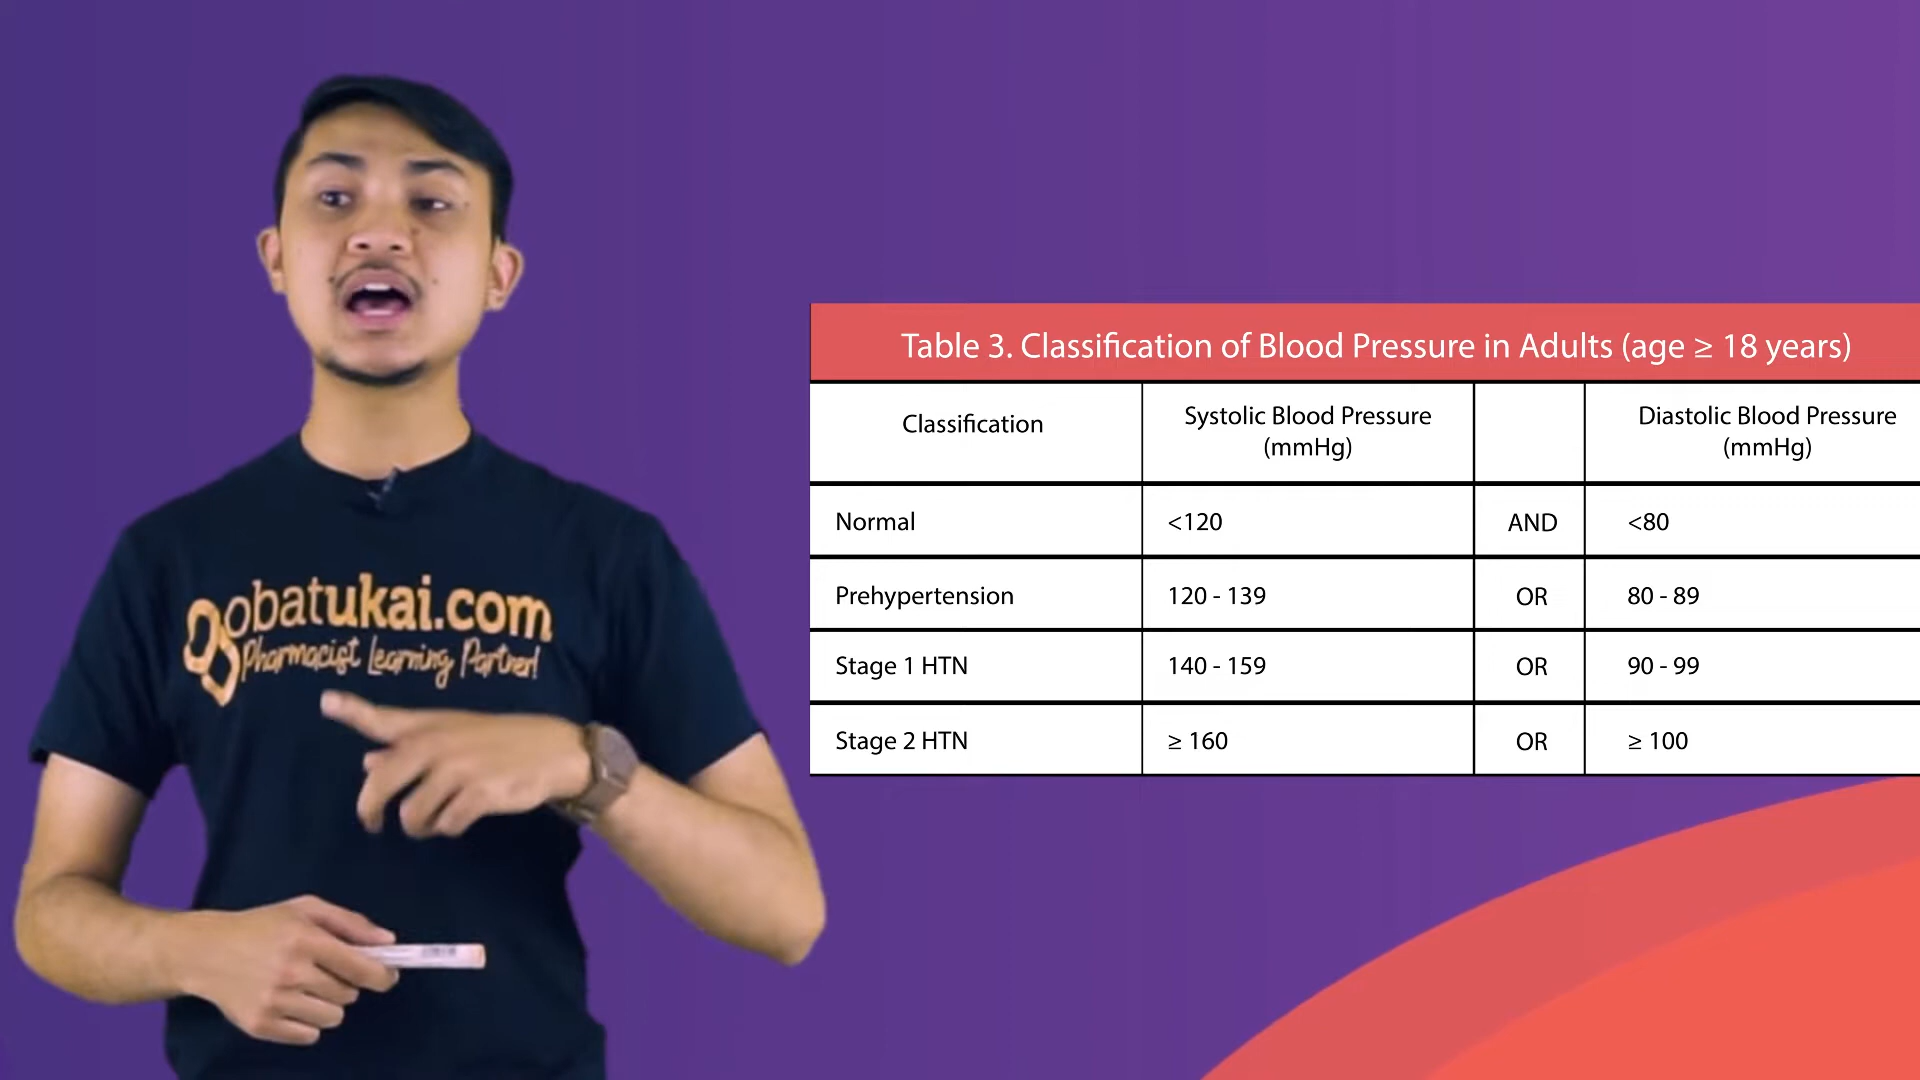 obatukai.com
Pharmacist Learning Partner!
Table 3. Classification of Blood Pressure in Adults (age ≥ 18 years)
Classification
Systolic Blood Pressure
(mmHg)
Diastolic Blood Pressure
(mmHg)
Normal <120 AND <80
Prehypertension 120 - 139 OR 80 - 89
Stage 1 HTN 140 - 159 OR 90 - 99
Stage 2 HTN ≥ 160 OR ≥ 100